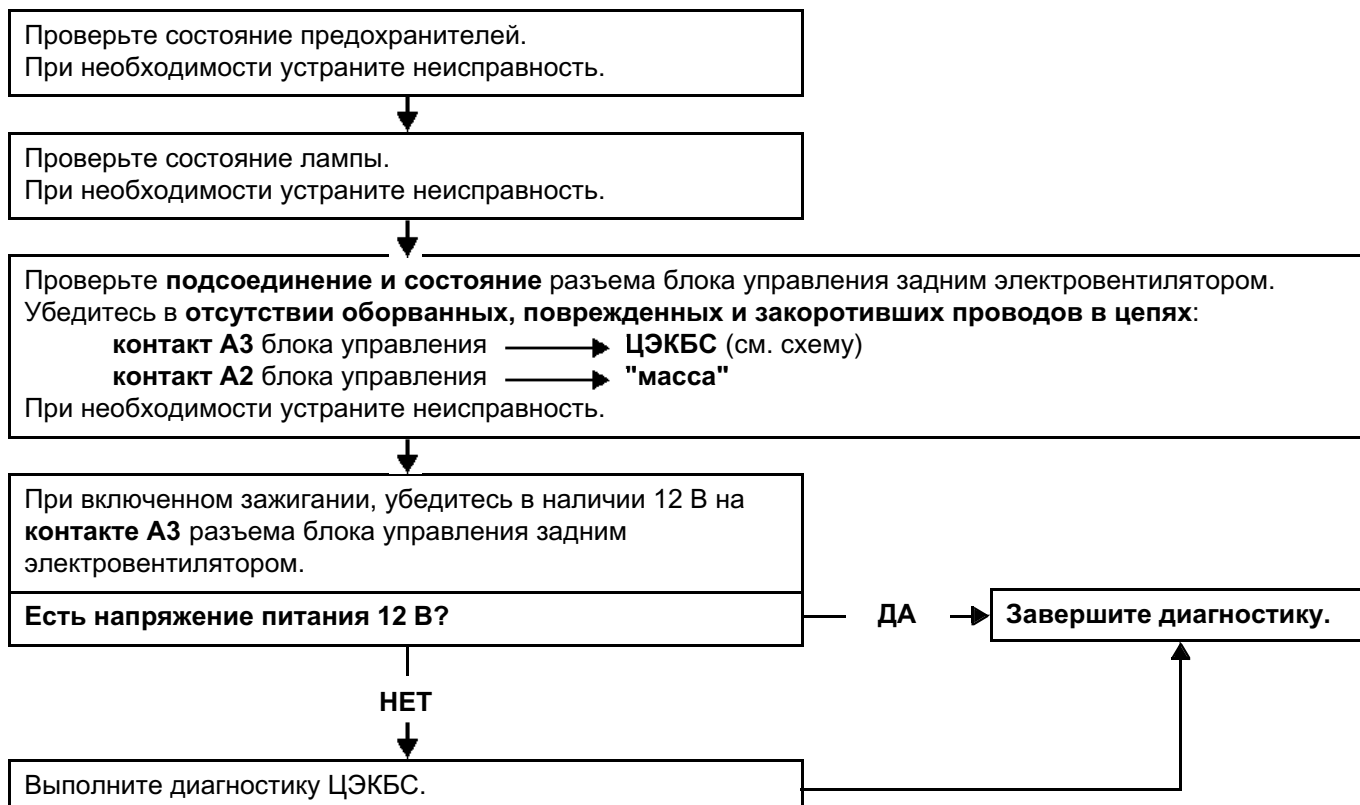 Проверьте состояние предохранителей.
При необходимости устраните неисправность.
Проверьте состояние лампы.
При необходимости устраните неисправность.
Проверьте подсоединение и состояние разъема блока управления задним электровентилятором.
Убедитесь в отсутствии оборванных, поврежденных и закоротивших проводов в цепях:
контакт А3 блока управления ЦЭКБС (см. схему)
контакт А2 блока управления "масса"
При необходимости устраните неисправность.
При включенном зажигании, убедитесь в наличии 12 В на
контакте А3 разъема блока управления задним
электровентилятором.
Есть напряжение питания 12 В?
ДА
Завершите диагностику.
НЕТ
Выполните диагностику ЦЭКБС.